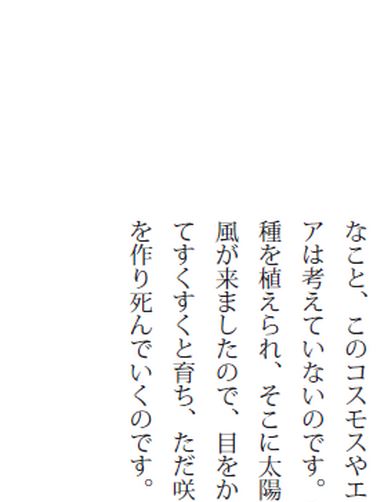 なこと、このコスモスやエ
アは考えていないのです。
種を植えられ、そこに太陽
風が来ましたので、目をか
てすくすくと育ち、ただ咲
を作り死んでいくのです。